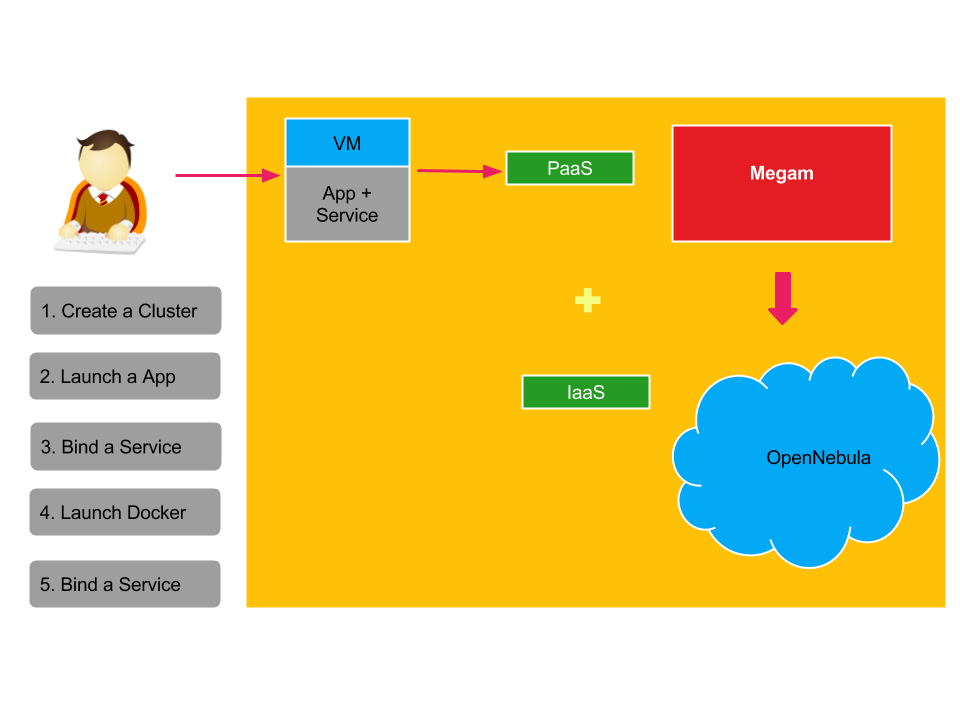 VM
App +
Service
PaaS
Megam
IaaS
OpenNebula
1. Create a Cluster
2. Launch a App
3. Bind a Service
4. Launch Docker
5. Bind a Service